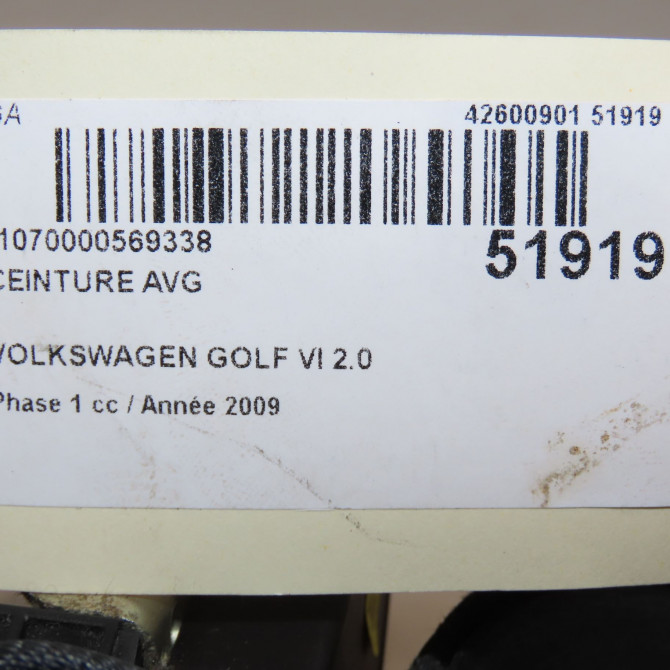 42600901 51919
1070000569338
51919
CEINTURE AVG
VOLKSWAGEN GOLF VI 2.0
Phase 1 cc / Année 2009